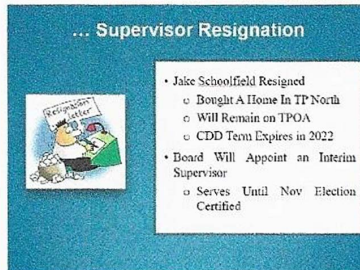 ... Supervisor Resignation
Resignation
Letter
• Jake Schoolfield Resigned
o Bought A Home In TP North
o Will Remain on TPOA
o CDD Term Expires in 2022
• Board Will Appoint an Interim
Supervisor
o Serves Until Nov Election
Certified